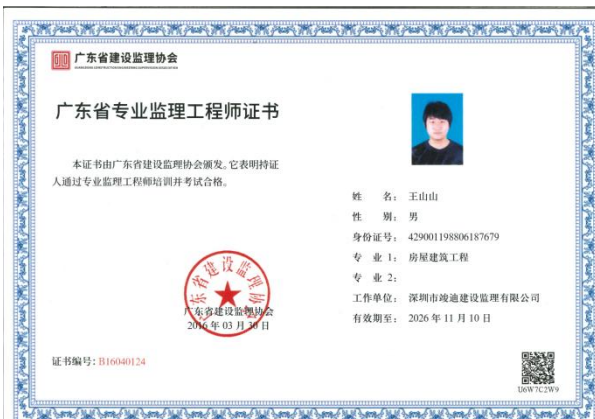 广东省建设监理协会
广东省专业监理工程师证书
本证书由广东省建设监理协会颁发。它表明持证
人通过专业监理工程师培训并考试合格。
姓 名： 王山山
性 别： 男
身份证号： 429001198806187679
专 业 1： 房屋建筑工程
专 业 2：
工作单位： 深圳市竣迪建设监理有限公司
有效期至： 2026 年 11 月 10 日
广东省建设监理协会
广东省建设监理协会
2016 年 03 月 30 日
证书编号：B16040124
U6W7C2W9